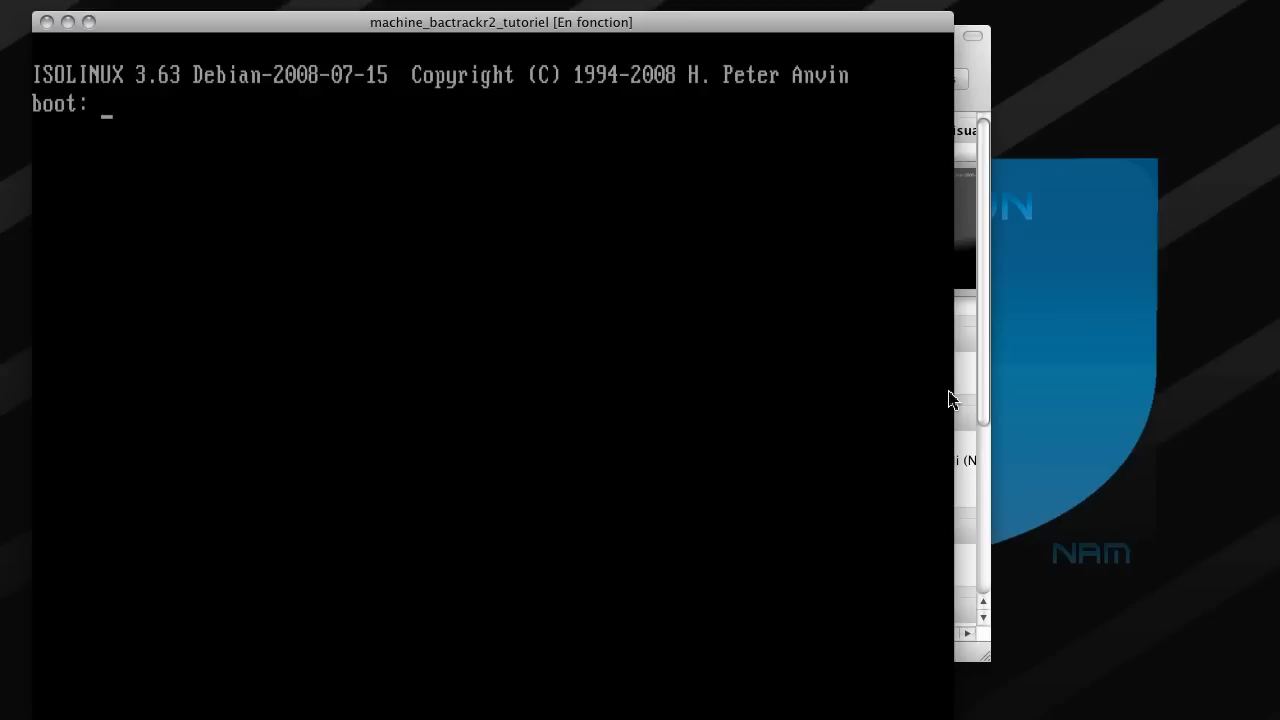 machine_bactrackr2_tutoriel [En fonction]
ISOLINUX 3.63 Debian-2008-07-15  Copyright (C) 1994-2008 H. Peter Anvin
boot: _
NAM